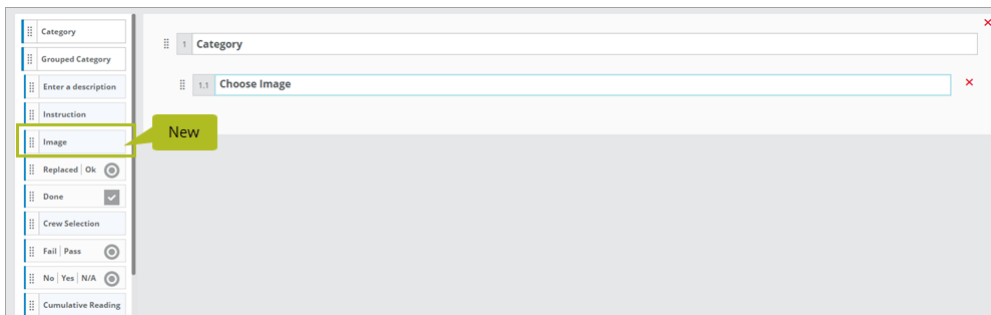 Category
Grouped Category
Enter a description
Instruction
Image
Replaced Ok
Done
Crew Selection
Fail Pass
No Yes N/A
Cumulative Reading
New
1 Category
1.1 Choose Image